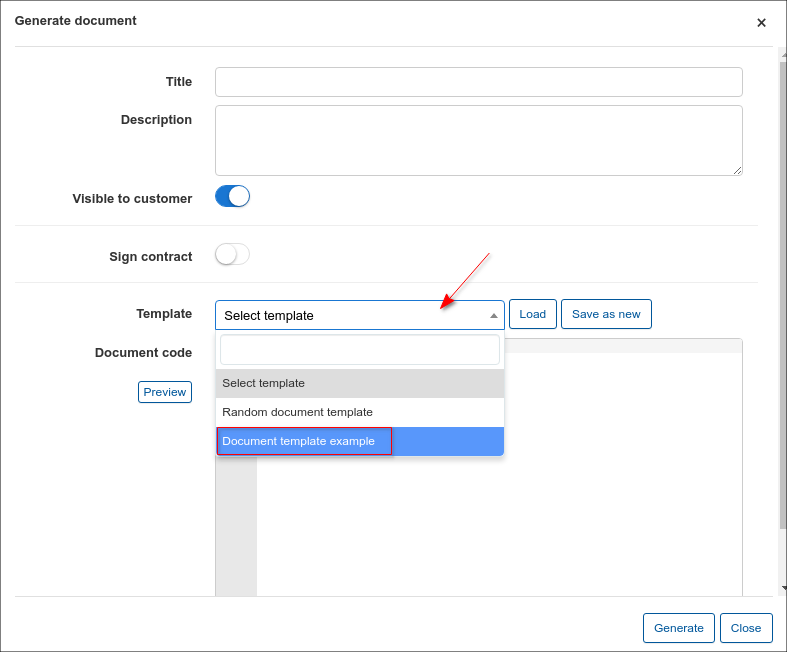 Generate document
×
Title
Description
Visible to customer
Sign contract
Template
Select template
Load
Save as new
Document code
Select template
Preview
Random document template
Document template example
Generate
Close